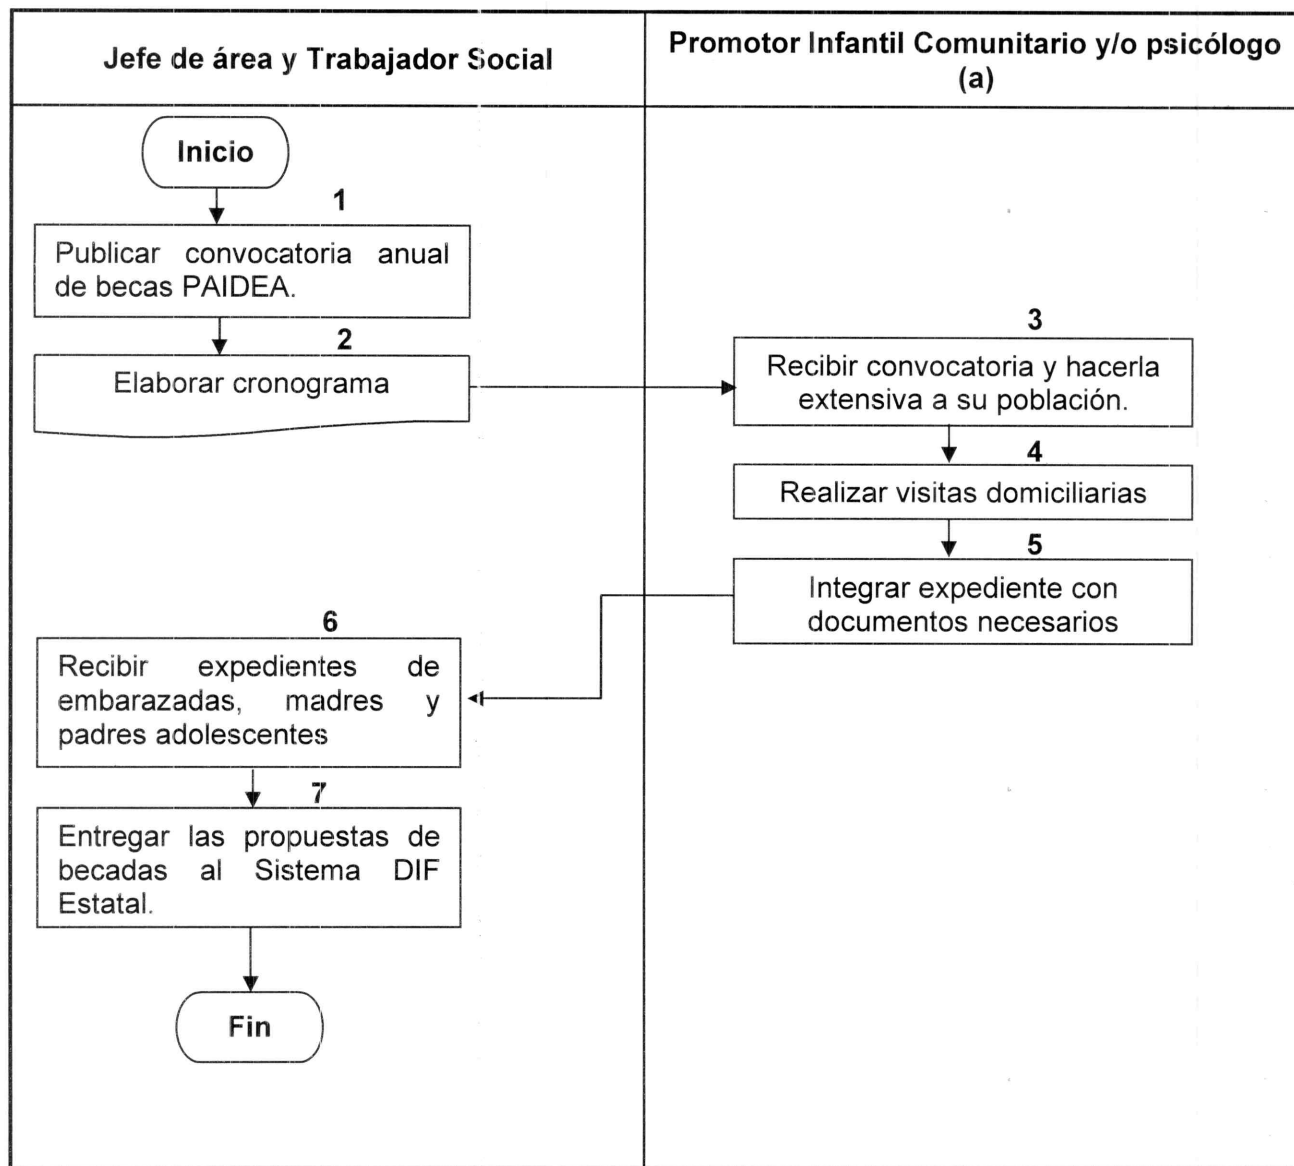 Jefe de área y Trabajador Social
Promotor Infantil Comunitario y/o psicólogo
(a)
Inicio
1
Publicar convocatoria anual
de becas PAIDEA.
2
Elaborar cronograma
3
Recibir convocatoria y hacerla
extensiva a su población.
4
Realizar visitas domiciliarias
5
Integrar expediente con
documentos necesarios
6
Recibir expedientes de
embarazadas, madres y
padres adolescentes
7
Entregar las propuestas de
becadas al Sistema DIF
Estatal.
Fin